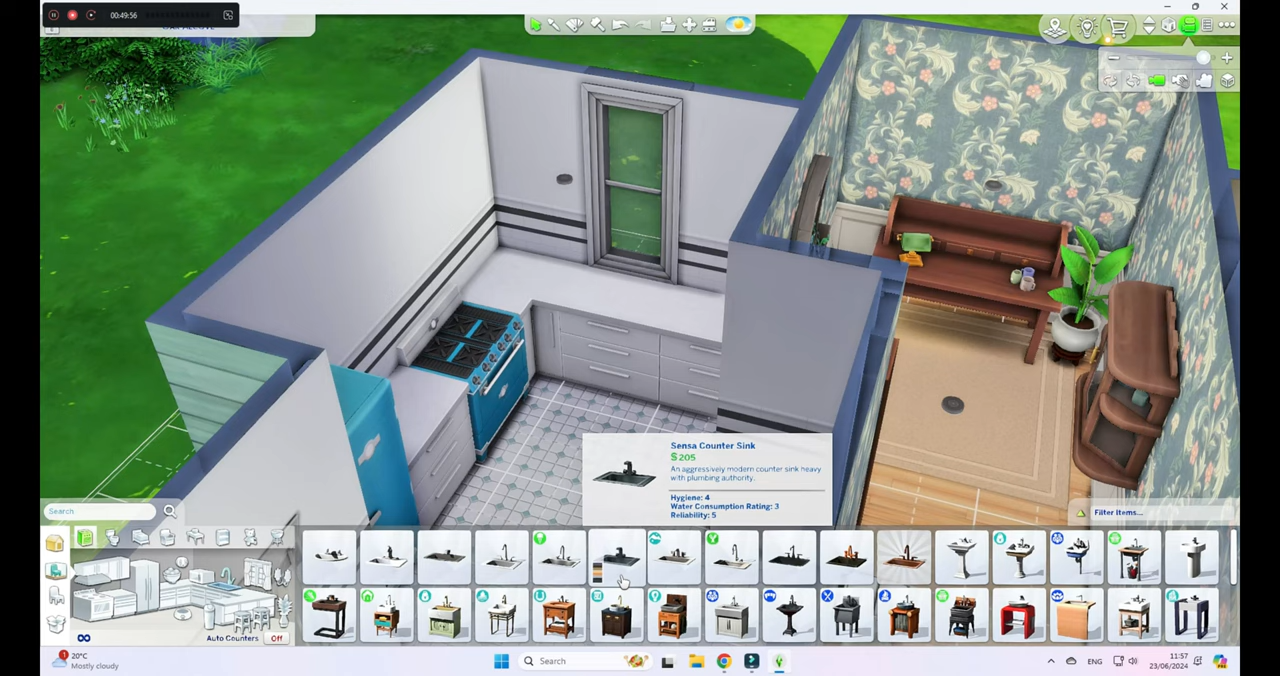 00:49:56
Sensa Counter Sink
§205
An aggressively modern counter sink heavy
with plumbing authority.
Hygiene: 4
Water Consumption Rating: 3
Reliability: 5
Search
Filter Items...
Auto Counters
Off
1
20°C
Mostly cloudy
Search
ENG
11:57
23/06/2024